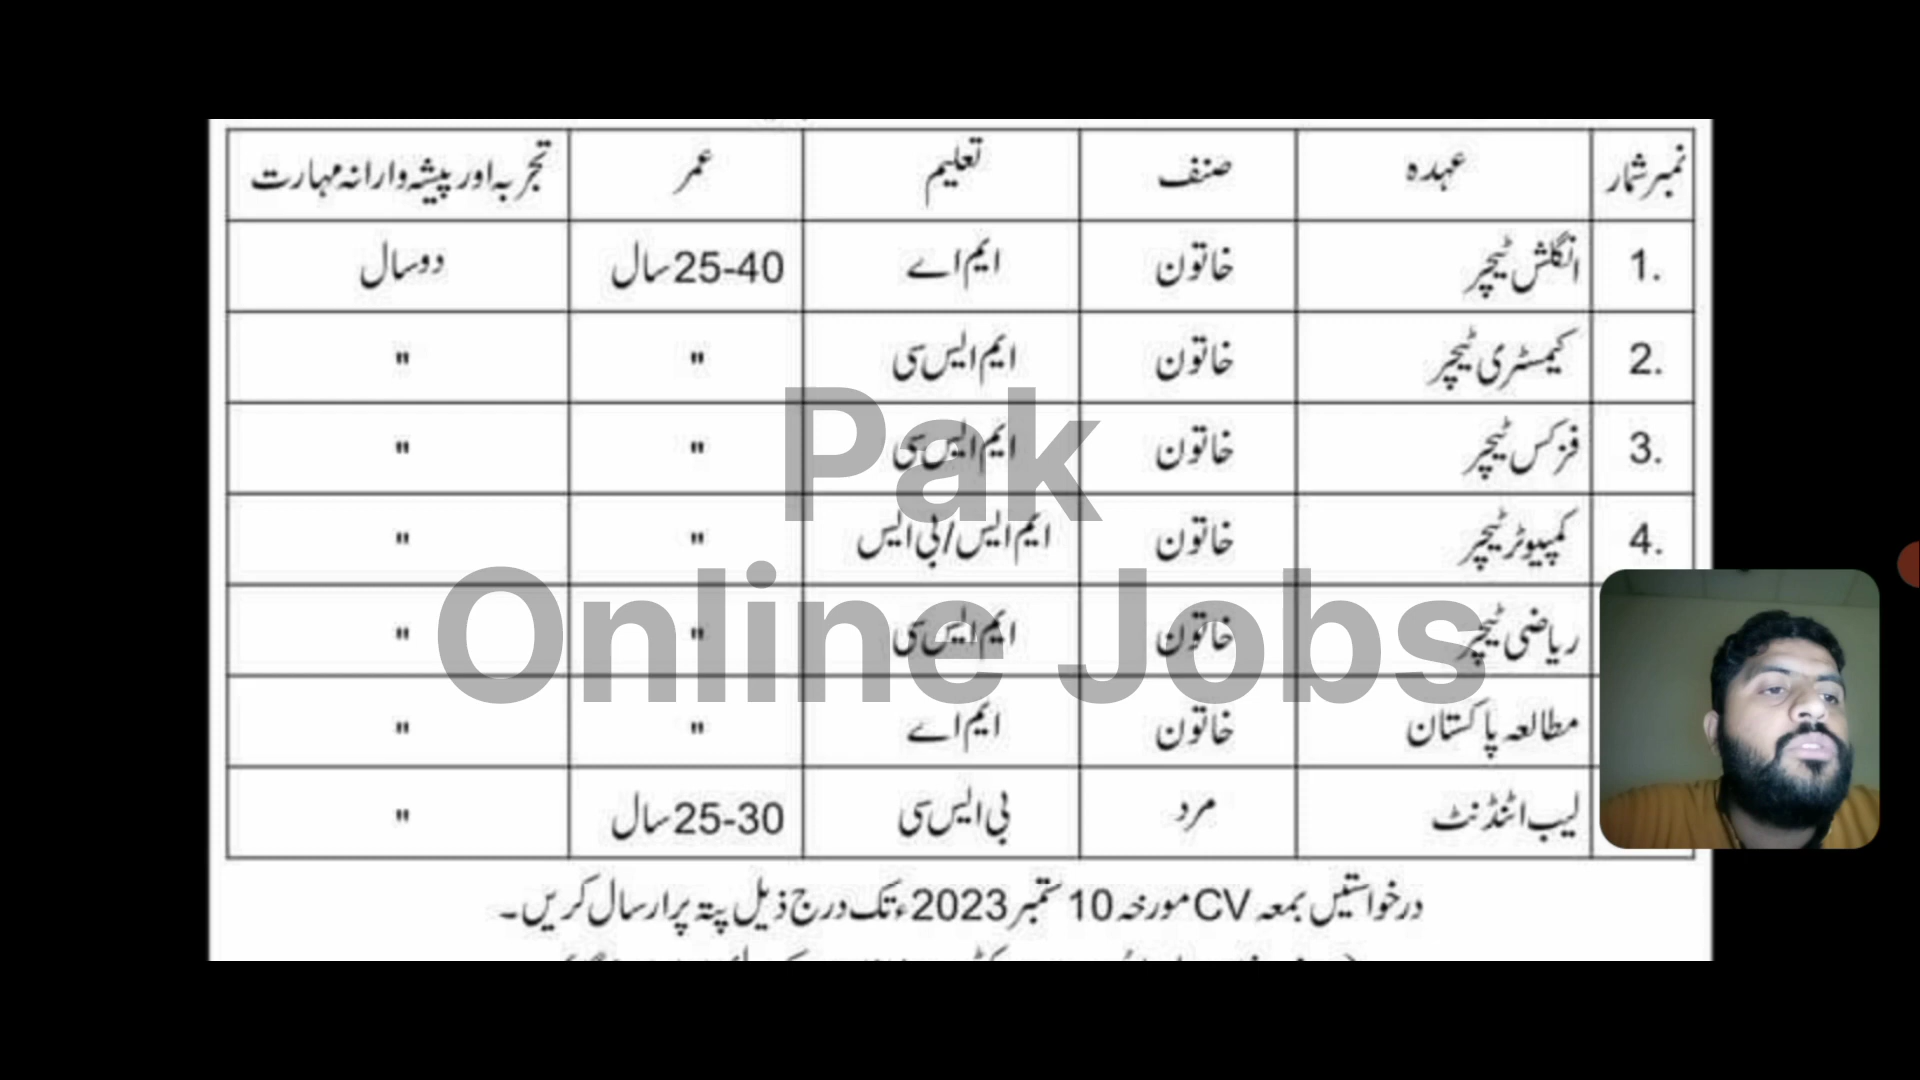 نمبر شمار عہدہ صنف تعلیم عمر تجربہ اور پیشہ وارانہ مہارت
1. انگلش ٹیچر خاتون ایم اے 25-40 سال دو سال
2. کیمسٹری ٹیچر خاتون ایم ایس سی " "
3. فزکس ٹیچر خاتون ایم ایس سی " "
4. کمپیوٹر ٹیچر خاتون ایم ایس/بی ایس " "
ریاضی ٹیچر خاتون ایم ایس سی " "
مطالعہ پاکستان خاتون ایم اے " "
لیب اٹنڈنٹ مرد بی ایس سی 25-30 سال "
درخواستیں بمعہ CV مورخہ 10 ستمبر 2023ء تک درج ذیل پتہ پر ارسال کریں۔
Pak
Online Jobs